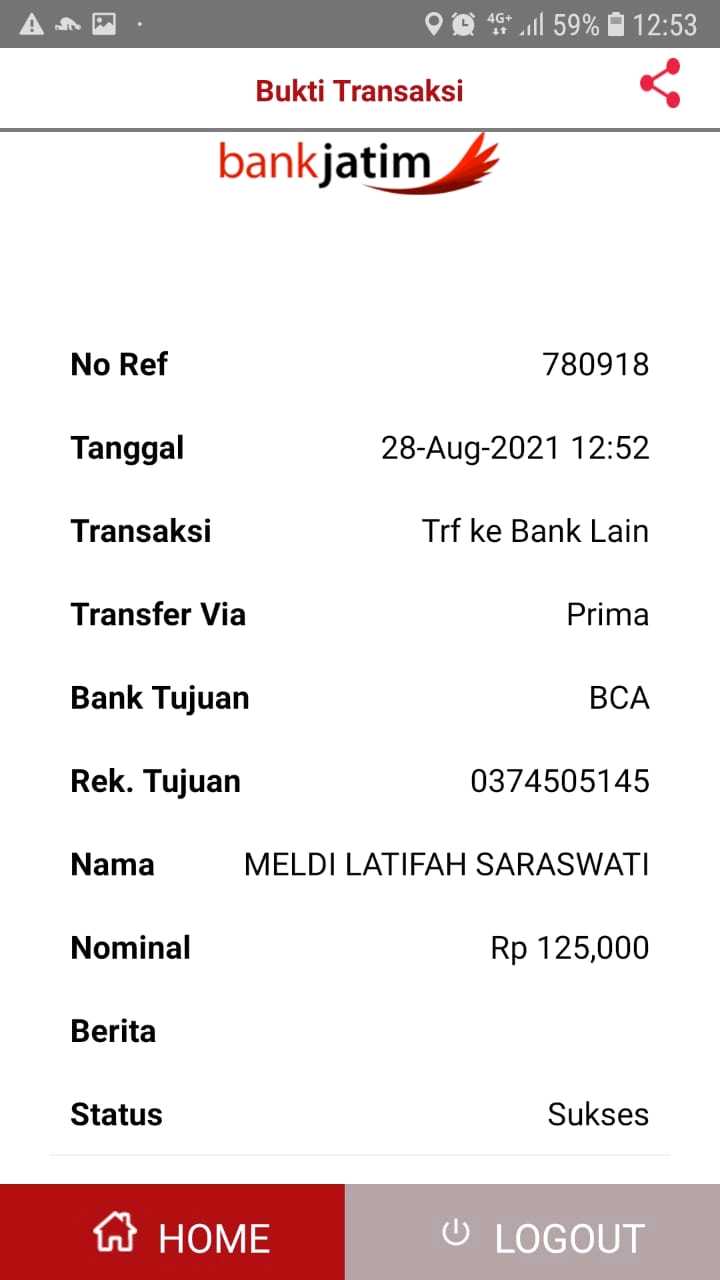 4G+ 59% 12:53
Bukti Transaksi
bankjatim
No Ref 780918
Tanggal 28-Aug-2021 12:52
Transaksi Trf ke Bank Lain
Transfer Via Prima
Bank Tujuan BCA
Rek. Tujuan 0374505145
Nama MELDI LATIFAH SARASWATI
Nominal Rp 125,000
Berita
Status Sukses
HOME LOGOUT